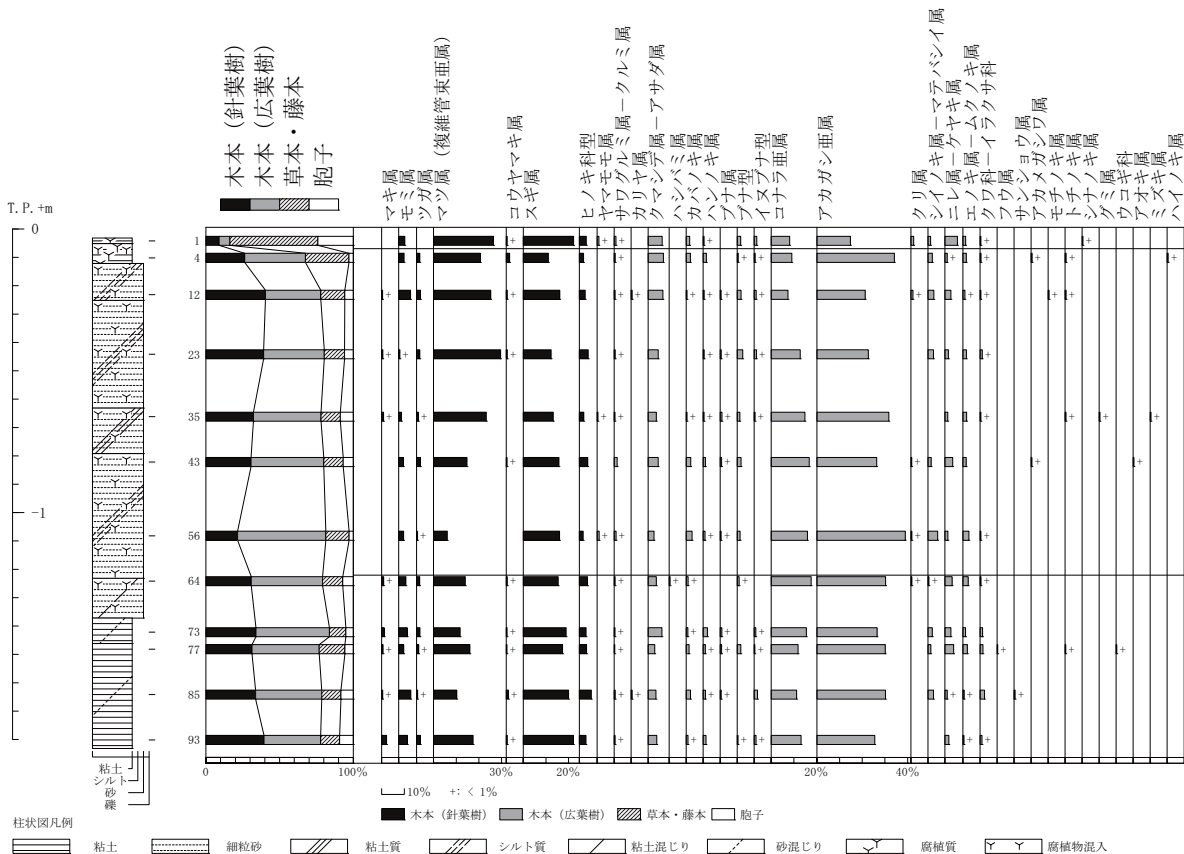 木本（針葉樹）
木本（広葉樹）
草本・藤本
胞子
マキ属
モミ属
ツガ属
マツ属（複維管束亜属）
コウヤマキ属
スギ属
ヒノキ科型
ヤマモモ属
サワグルミ属－クルミ属
カリヤ属
クマシデ属－アサダ属
ハシバミ属
カバノキ属
ハンノキ属
ブナ属
ブナ型
イヌブナ型
コナラ亜属
アカガシ亜属
クリ属
シイノキ属－マテバシイ属
ニレ属－ケヤキ属
エノキ属－ムクノキ属
クワ科－イラクサ科
フウ属
サンショウ属
アカメガシワ属
モチノキ属
トチノキ属
シナノキ属
グミ属
ウコギ科
アオキ属
ミズキ属
ハイノキ属
T.P.+m
0
-1
1
4
12
23
35
43
56
64
73
77
85
93
0 100% 30% 20% 20% 40%
粘土
シルト
砂
礫
10% +: < 1%
木本（針葉樹） 木本（広葉樹） 草本・藤本 胞子
柱状図凡例
粘土 細粒砂 粘土質 シルト質 粘土混じり 砂混じり 腐植質 腐植物混入